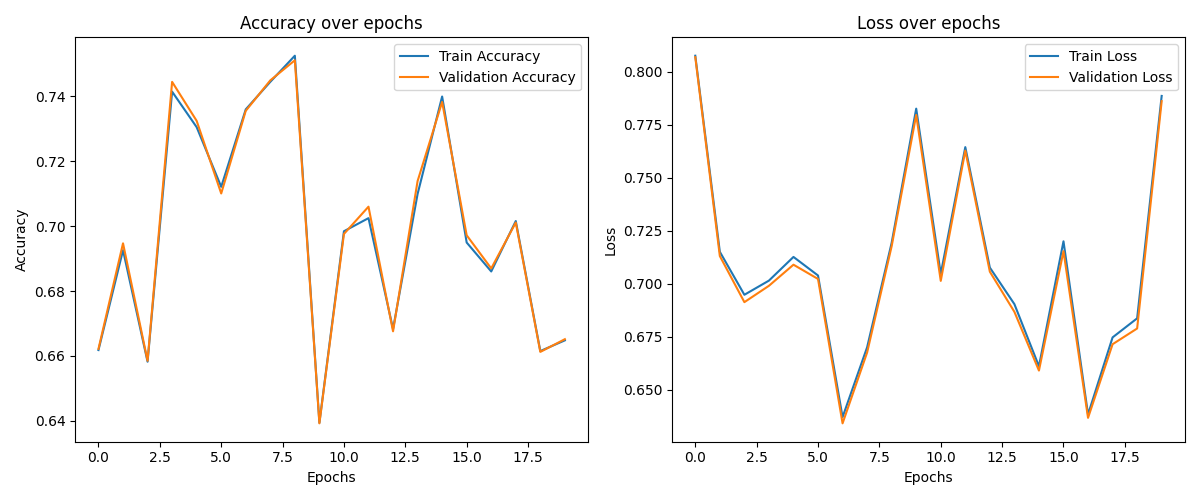 Accuracy over epochs
Train Accuracy
Validation Accuracy
0.74
0.72
0.70
0.68
0.66
0.64
Accuracy
0.0 2.5 5.0 7.5 10.0 12.5 15.0 17.5
Epochs
Loss over epochs
Train Loss
Validation Loss
0.800
0.775
0.750
0.725
0.700
0.675
0.650
Loss
0.0 2.5 5.0 7.5 10.0 12.5 15.0 17.5
Epochs